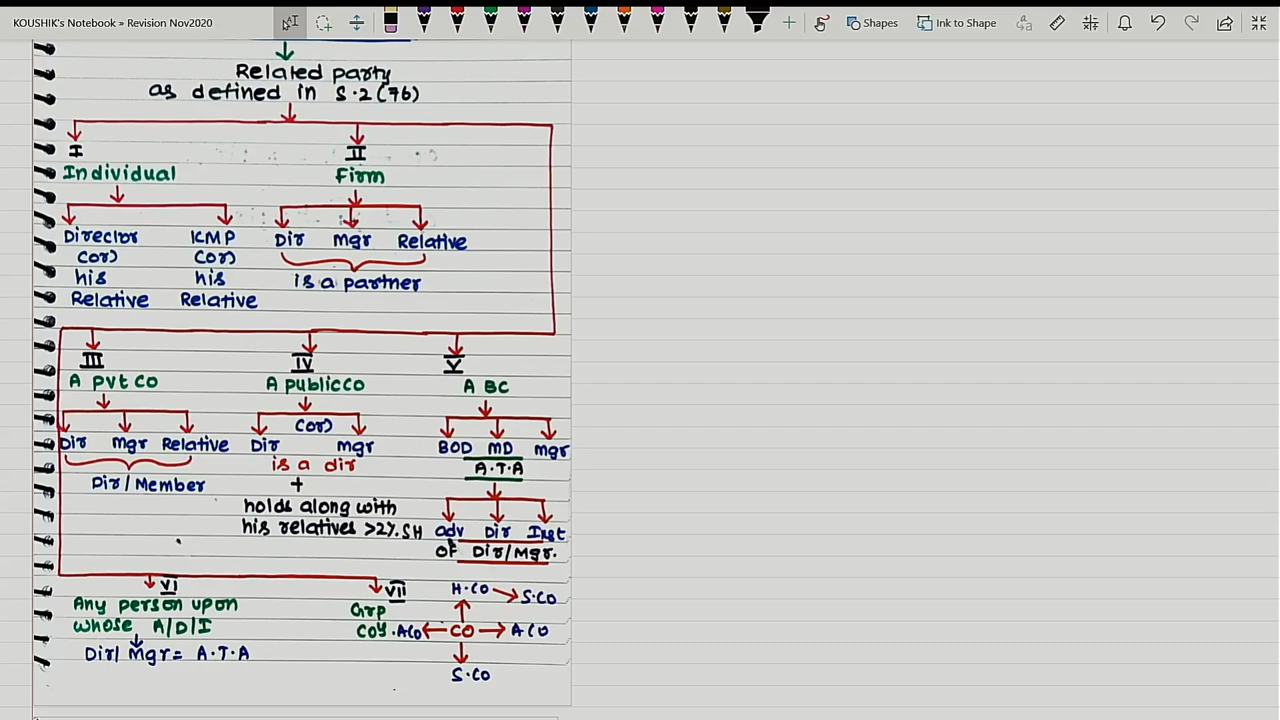 KOUSHIK's Notebook » Revision Nov2020
Shapes
Ink to Shape
Related party
as defined in S.2(76)
I
II
Individual
Firm
Director KMP Dir Mgr Relative
(or) (or)
his his is a partner
Relative Relative
III IV V
A Pvt Co A Public Co A BC
(or)
Dir Mgr Relative Dir Mgr BOD MD Mgr
is a dir A.T.A
Dir/Member +
holds along with
his relatives >2%.SH adv Dir Inst
of Dir/Mgr.
VI VII H.CO S.CO
Any person upon Grp
whose A/D/I COY. ACO CO A CO
Dir/Mgr = A.T.A
S.CO